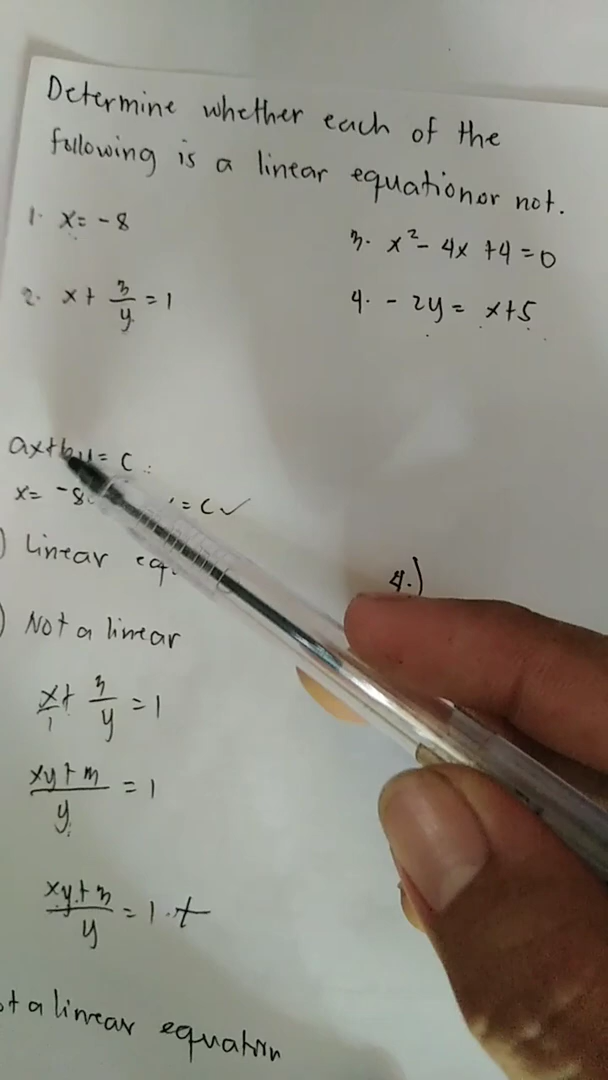 Determine whether each of the
following is a linear equation or not.
1. x = -8
2. x + 3/y = 1
3. x² - 4x + 4 = 0
4. - 2y = x+5
ax+by = c
x = -8 = c ✓
) Linear eq
) Not a linear
x/1 + 3/y = 1
xy+3/y = 1
xy+3/y = 1
t a linear equation
4.)